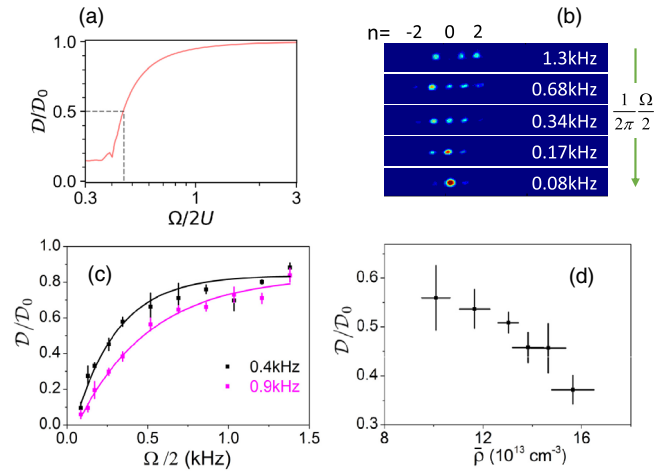 (a)
1.0
0.5
0.0
D/D₀
0.3
1
3
Ω/2U
(b)
n= -2 0 2
1.3kHz
0.68kHz
0.34kHz
0.17kHz
0.08kHz
1/2π Ω/2
(c)
1.0
0.8
0.6
0.4
0.2
0.0
D/D₀
0.4kHz
0.9kHz
0.0 0.5 1.0 1.5
Ω/2 (kHz)
(d)
0.6
0.5
0.4
0.3
D/D₀
8 12 16
ρ̄ (10¹³ cm⁻³)